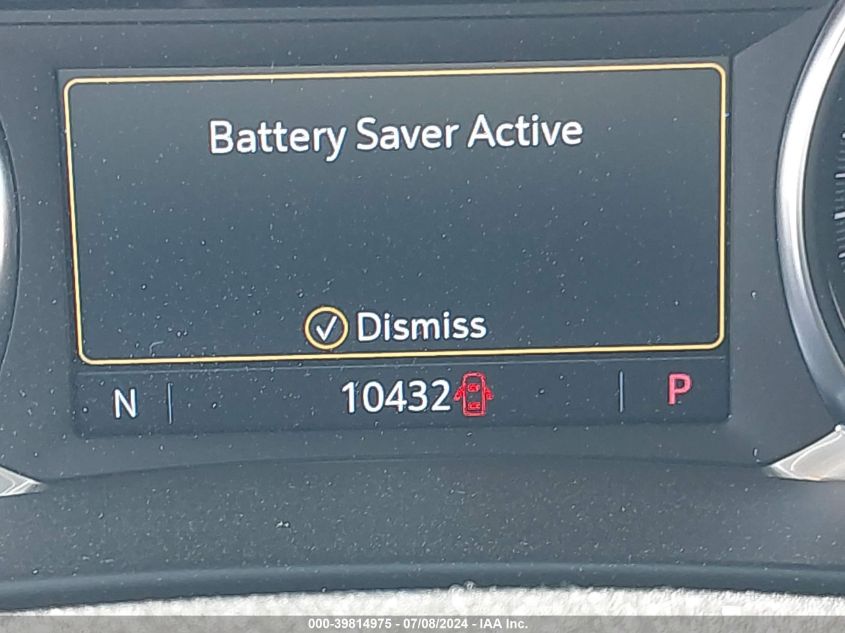 Battery Saver Active
Dismiss
N 10432 P
000-39814975 - 07/08/2024 - IAA Inc.